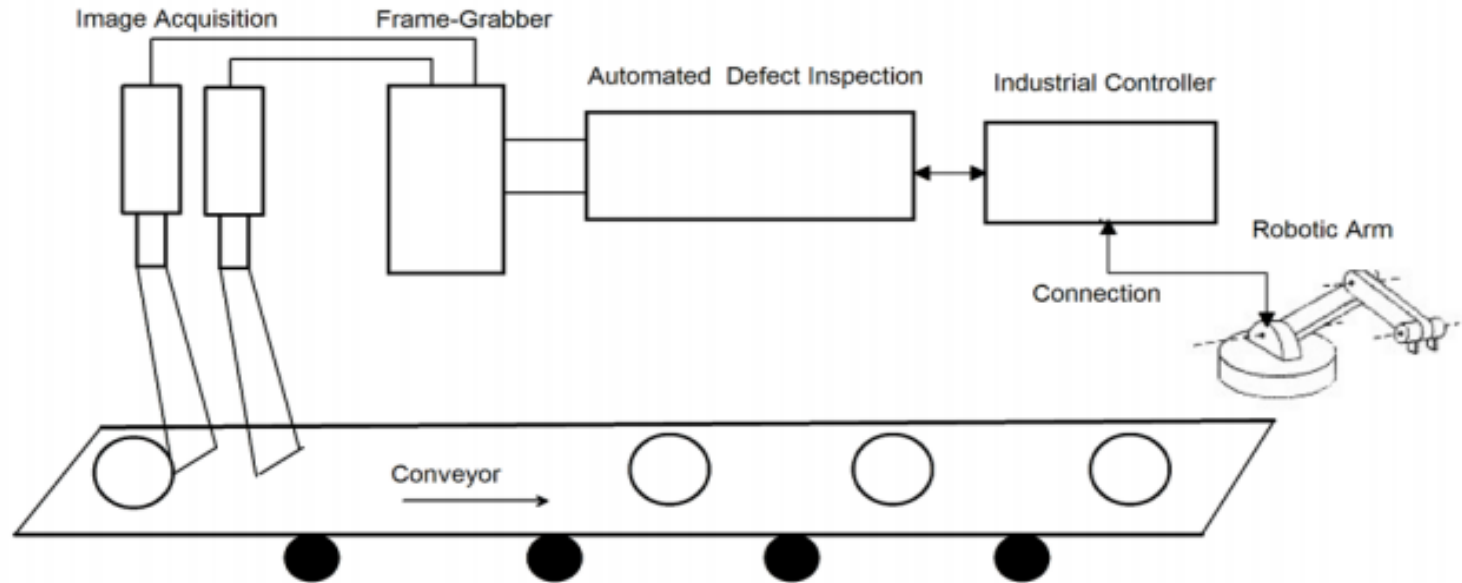 Image Acquisition
Frame-Grabber
Automated Defect Inspection
Industrial Controller
Robotic Arm
Connection
Conveyor